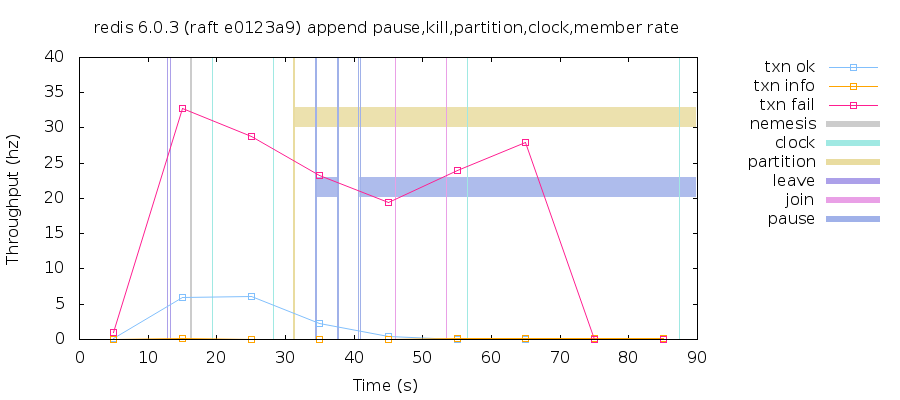 redis 6.0.3 (raft e0123a9) append pause,kill,partition,clock,member rate
40
35
30
25
20
15
10
5
0
Throughput (hz)
0 10 20 30 40 50 60 70 80 90
Time (s)
txn ok
txn info
txn fail
nemesis
clock
partition
leave
join
pause